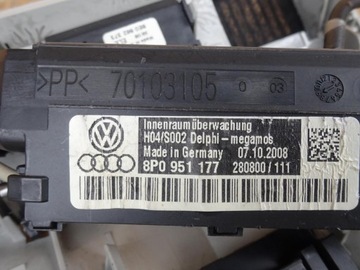 >PP< 70103105
0 03
Innenraumüberwachung
H04/S002 Delphi-megamos
Made in Germany 07.10.2008
8P0 951 177 280800/111